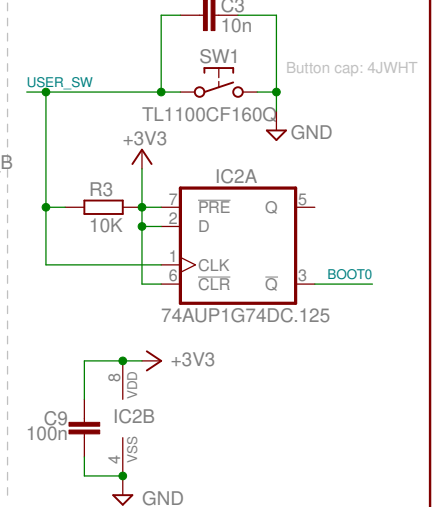 C3
10n
SW1
Button cap: 4JWHT
USER_SW
TL1100CF160Q
+3V3
GND
B
IC2A
R3
10K
7
PRE
Q
5
2
D
1
CLK
6
CLR
Q
3
BOOT0
74AUP1G74DC.125
+3V3
8
VDD
C9
100n
IC2B
4
VSS
GND